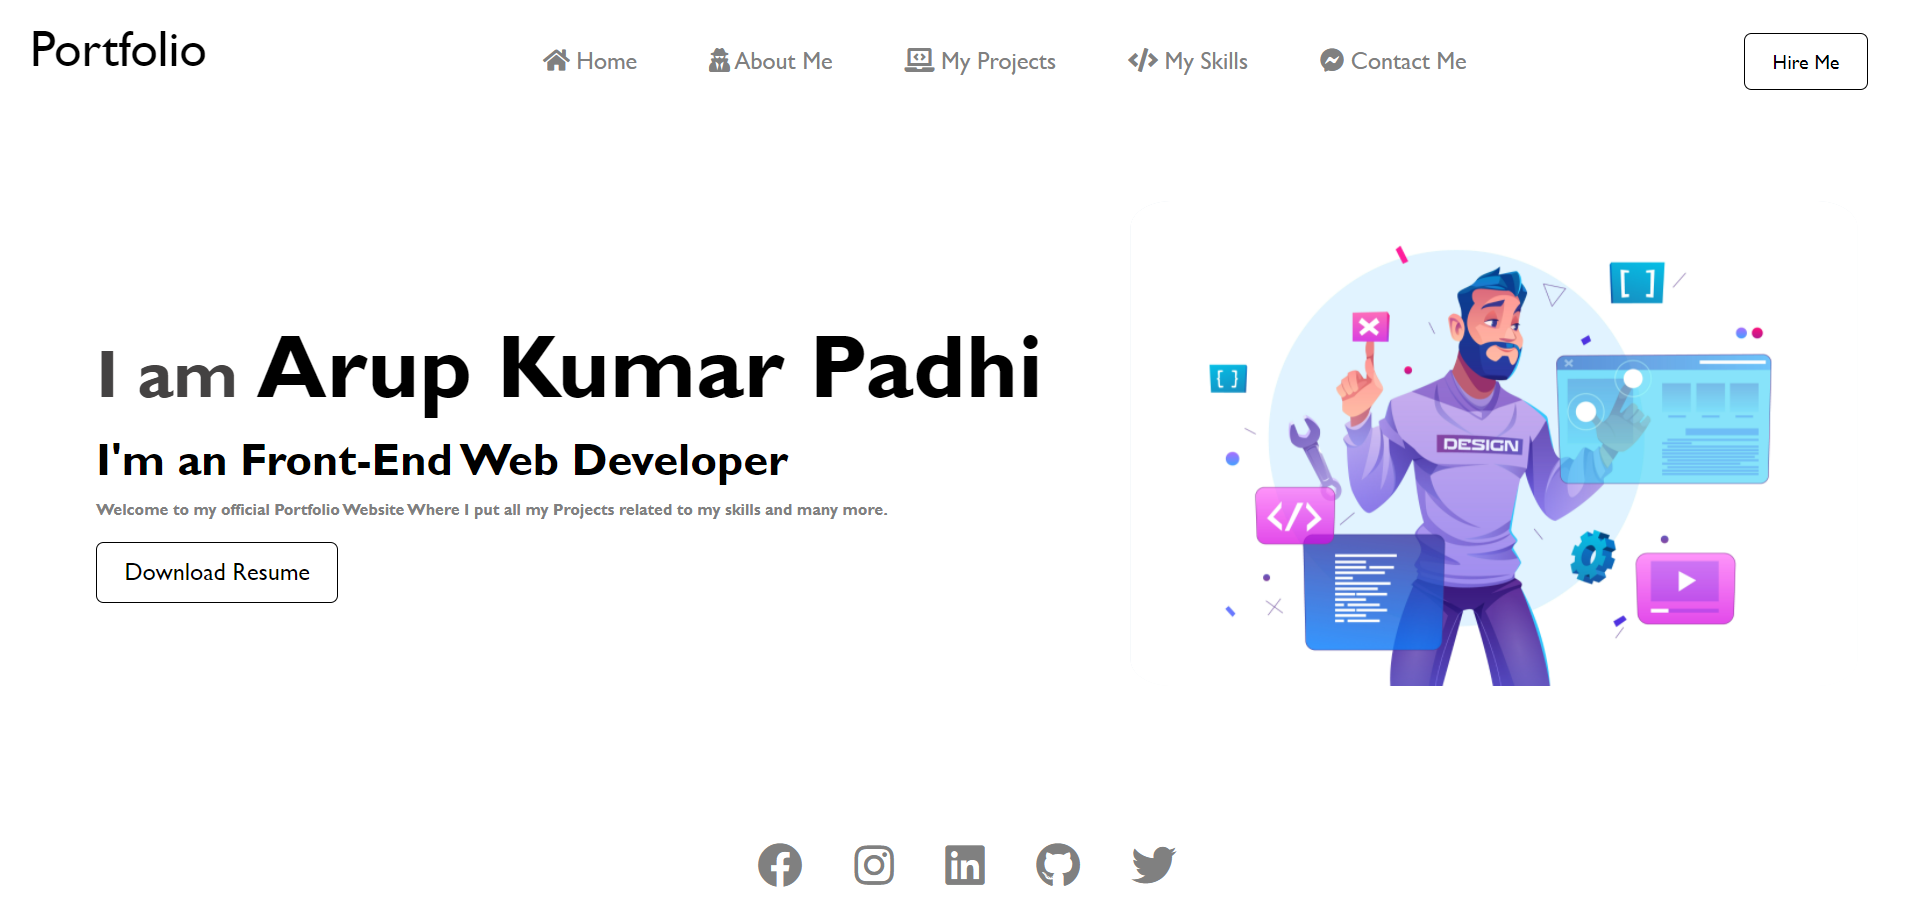 Portfolio
Home About Me My Projects My Skills Contact Me
Hire Me
I am Arup Kumar Padhi
I'm an Front-End Web Developer
Welcome to my official Portfolio Website Where I put all my Projects related to my skills and many more.
Download Resume
[ ]
{ }
DESIGN
</>